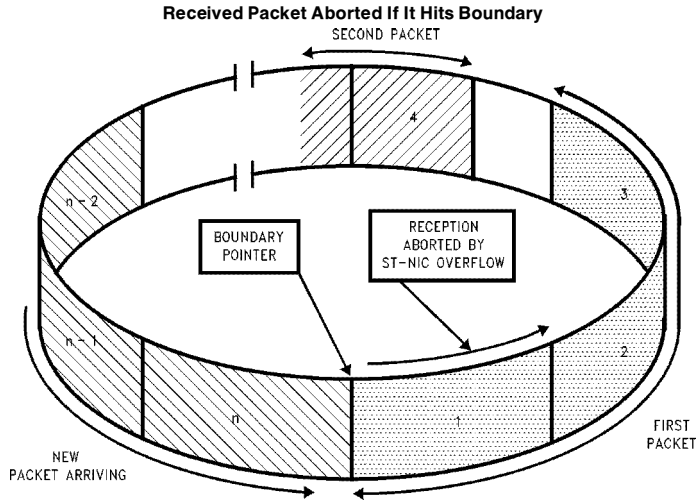 Received Packet Aborted If It Hits Boundary
SECOND PACKET
4
n-2
3
BOUNDARY
POINTER
RECEPTION
ABORTED BY
ST-NIC OVERFLOW
n-1
2
n
1
NEW
PACKET ARRIVING
FIRST
PACKET